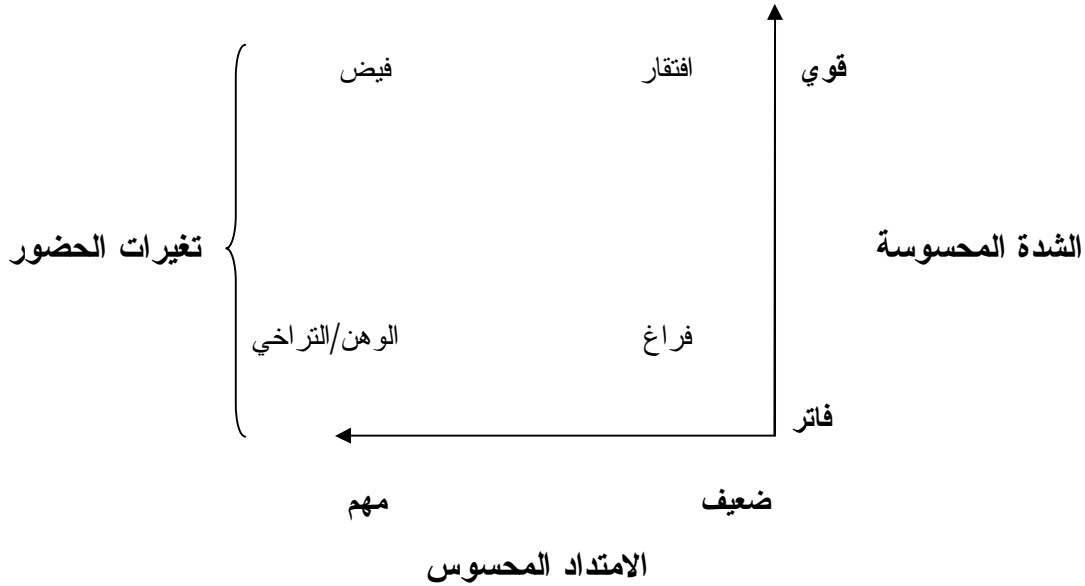 قوي
افتقار
فيض
الشدة المحسوسة
تغيرات الحضور
فراغ
الوهن/التراخي
فاتر
ضعيف
مهم
الامتداد المحسوس